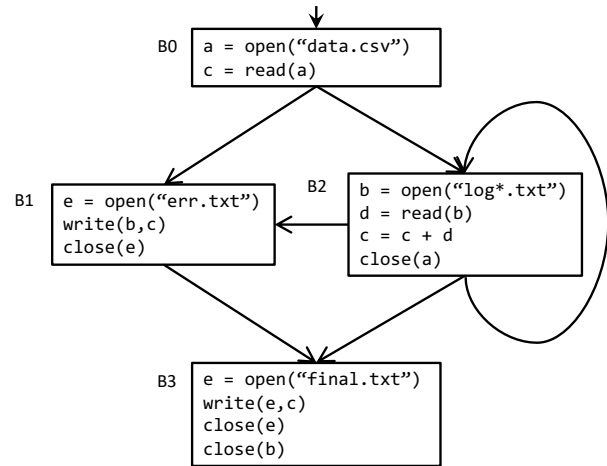 B0
a = open(“data.csv”)
c = read(a)
B1
e = open(“err.txt”)
write(b,c)
close(e)
B2
b = open(“log*.txt”)
d = read(b)
c = c + d
close(a)
B3
e = open(“final.txt”)
write(e,c)
close(e)
close(b)